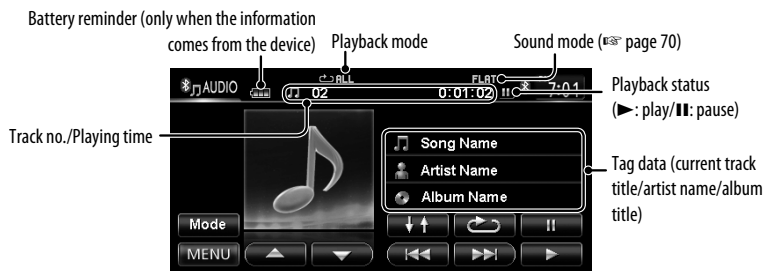 Battery reminder (only when the information
comes from the device)
Playback mode
Sound mode (☞ page 70)
AUDIO
ALL
FLAT
7:01
02
0:01:02
Playback status
(►: play/II: pause)
Track no./Playing time
Song Name
Artist Name
Album Name
Tag data (current track
title/artist name/album
title)
Mode
MENU